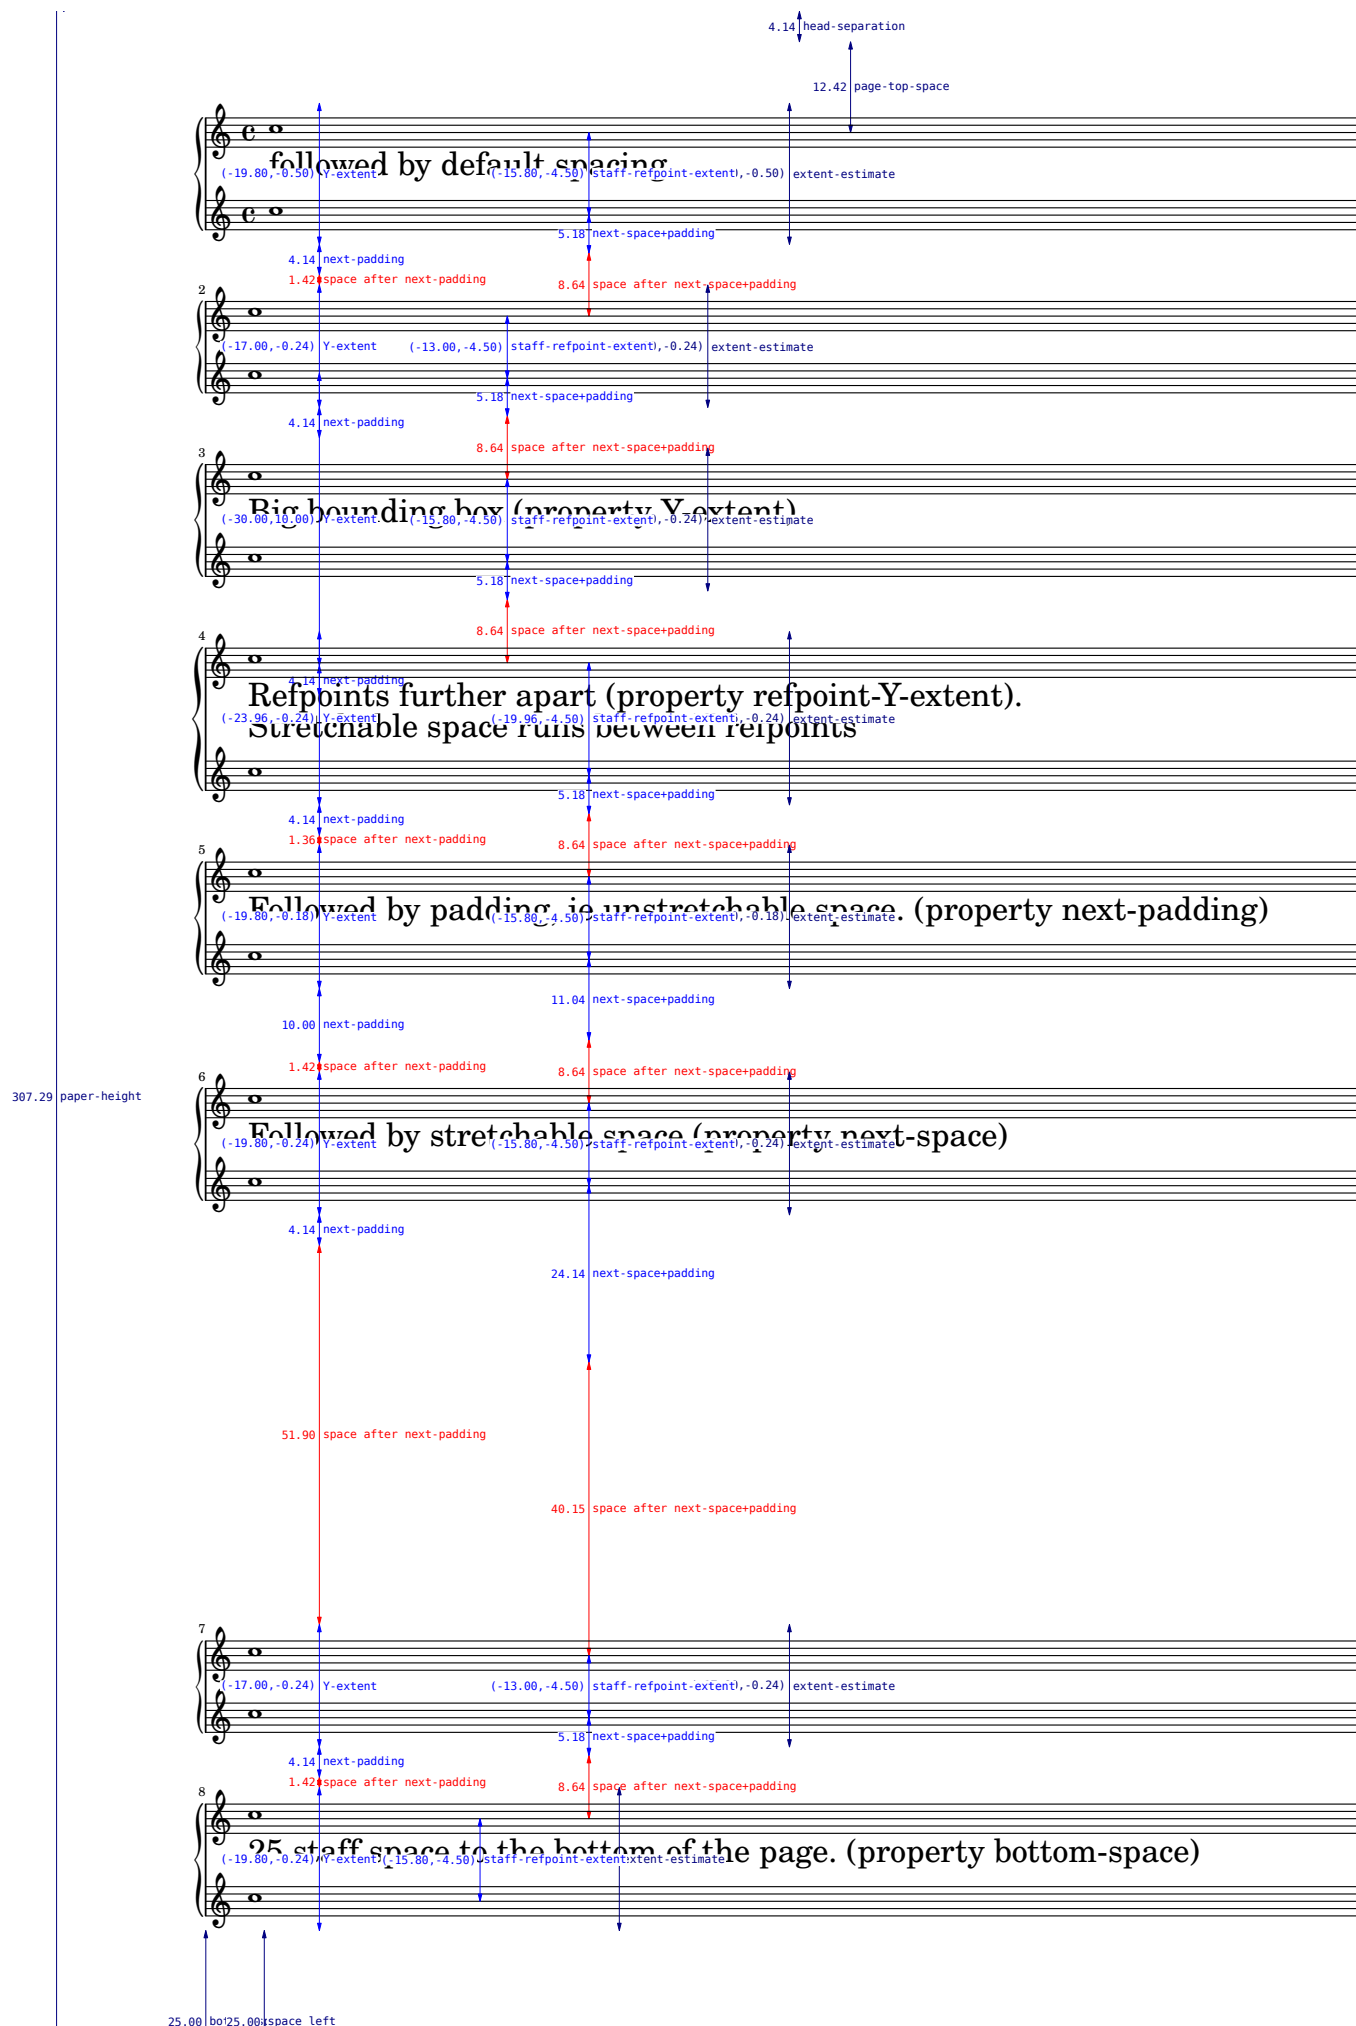 4.14 head-separation
12.42 page-top-space
followed by default spacing
(-19.80,-0.50) Y-extent (-15.80,-4.50) staff-refpoint-extent ,-0.50) extent-estimate
5.18 next-space+padding
4.14 next-padding
1.42 space after next-padding
8.64 space after next-space+padding
2
(-17.00,-0.24) Y-extent (-13.00,-4.50) staff-refpoint-extent ,-0.24) extent-estimate
5.18 next-space+padding
4.14 next-padding
8.64 space after next-space+padding
3
Big bounding box (property Y-extent)
(-30.00,10.00) Y-extent (-15.80,-4.50) staff-refpoint-extent ,-0.24) extent-estimate
5.18 next-space+padding
8.64 space after next-space+padding
4
4.14 next-padding
Refpoints further apart (property refpoint-Y-extent).
(-23.96,-0.24) Y-extent (-19.96,-4.50) staff-refpoint-extent ,-0.24) extent-estimate
Stretchable space runs between refpoints
5.18 next-space+padding
4.14 next-padding
1.36 space after next-padding
8.64 space after next-space+padding
5
Followed by padding, ie unstretchable space. (property next-padding)
(-19.80,-0.18) Y-extent (-15.80,-4.50) staff-refpoint-extent ,-0.18) extent-estimate
11.04 next-space+padding
10.00 next-padding
1.42 space after next-padding
8.64 space after next-space+padding
6
307.29 paper-height
Followed by stretchable space (property next-space)
(-19.80,-0.24) Y-extent (-15.80,-4.50) staff-refpoint-extent ,-0.24) extent-estimate
4.14 next-padding
24.14 next-space+padding
51.90 space after next-padding
40.15 space after next-space+padding
7
(-17.00,-0.24) Y-extent (-13.00,-4.50) staff-refpoint-extent ,-0.24) extent-estimate
5.18 next-space+padding
4.14 next-padding
1.42 space after next-padding
8.64 space after next-space+padding
8
25 staff space to the bottom of the page. (property bottom-space)
(-19.80,-0.24) Y-extent (-15.80,-4.50) staff-refpoint-extent extent-estimate
25.00 25.00 space left